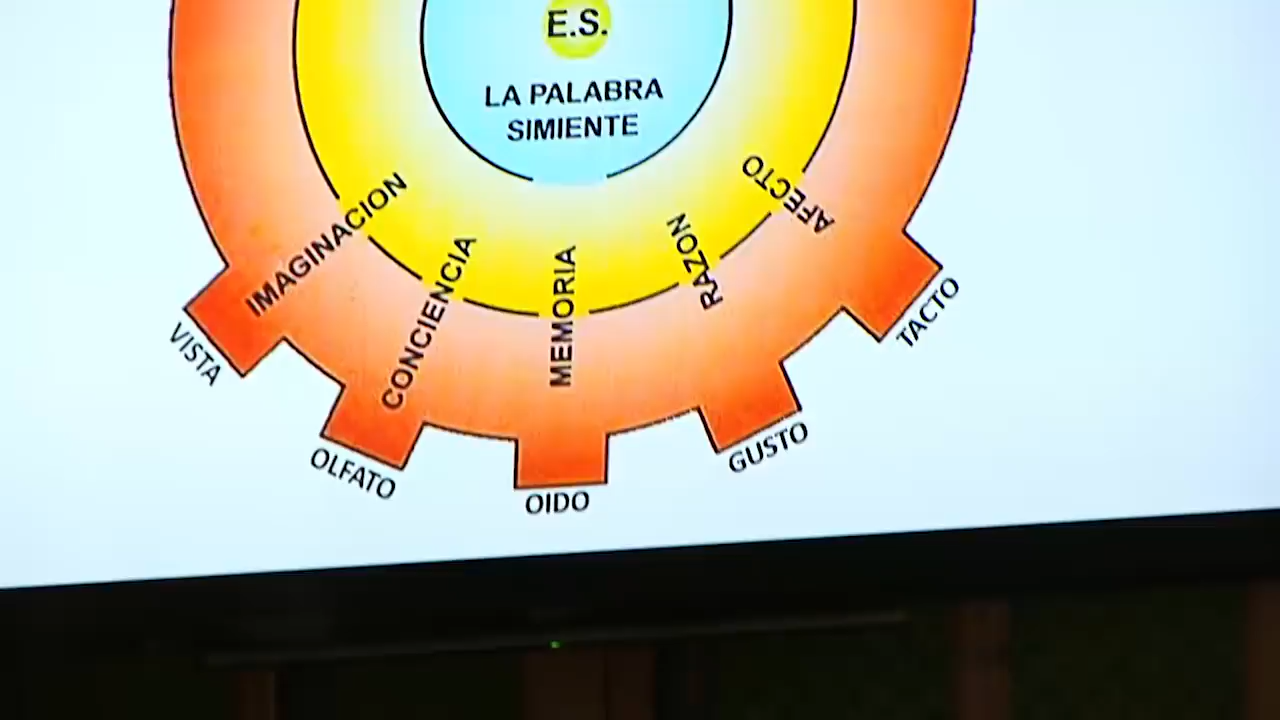 E.S.
LA PALABRA
SIMIENTE
IMAGINACION
CONCIENCIA
MEMORIA
RAZON
AFECTO
VISTA
OLFATO
OIDO
GUSTO
TACTO